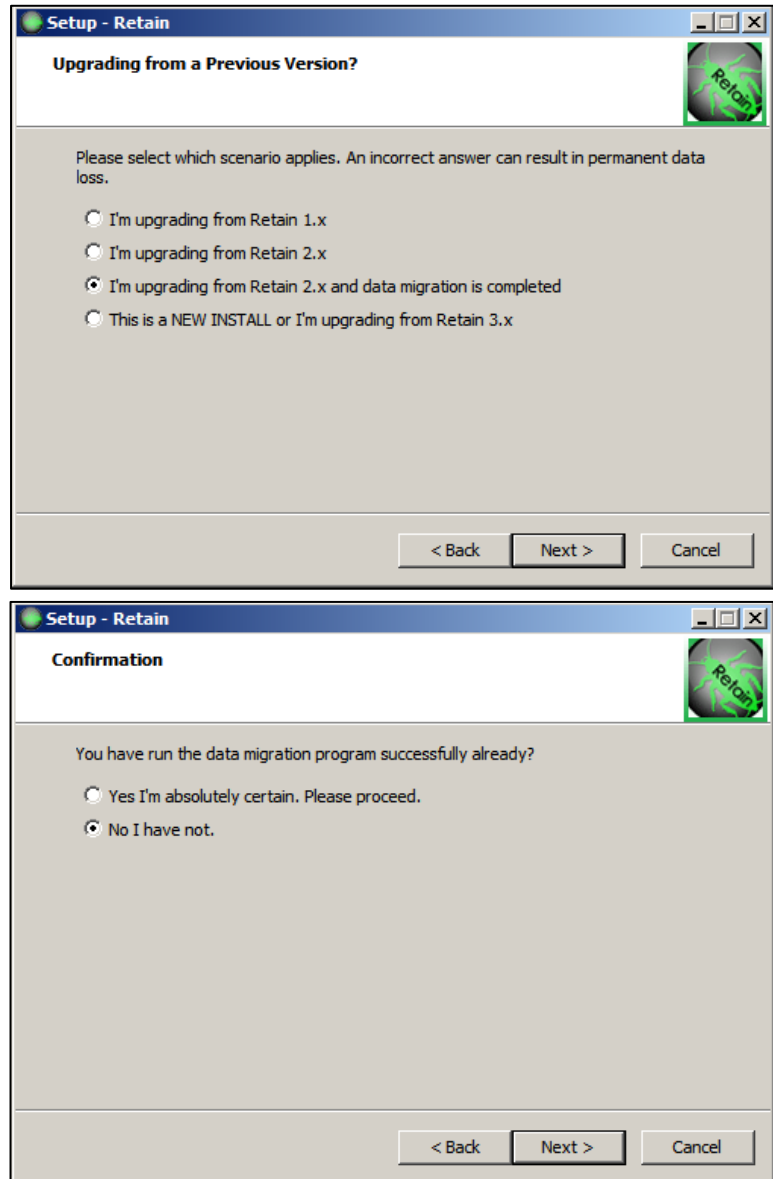 Setup - Retain
Upgrading from a Previous Version?
Retain
Please select which scenario applies. An incorrect answer can result in permanent data
loss.
I'm upgrading from Retain 1.x
I'm upgrading from Retain 2.x
I'm upgrading from Retain 2.x and data migration is completed
This is a NEW INSTALL or I'm upgrading from Retain 3.x
< Back Next > Cancel
Setup - Retain
Confirmation
Retain
You have run the data migration program successfully already?
Yes I'm absolutely certain. Please proceed.
No I have not.
< Back Next > Cancel